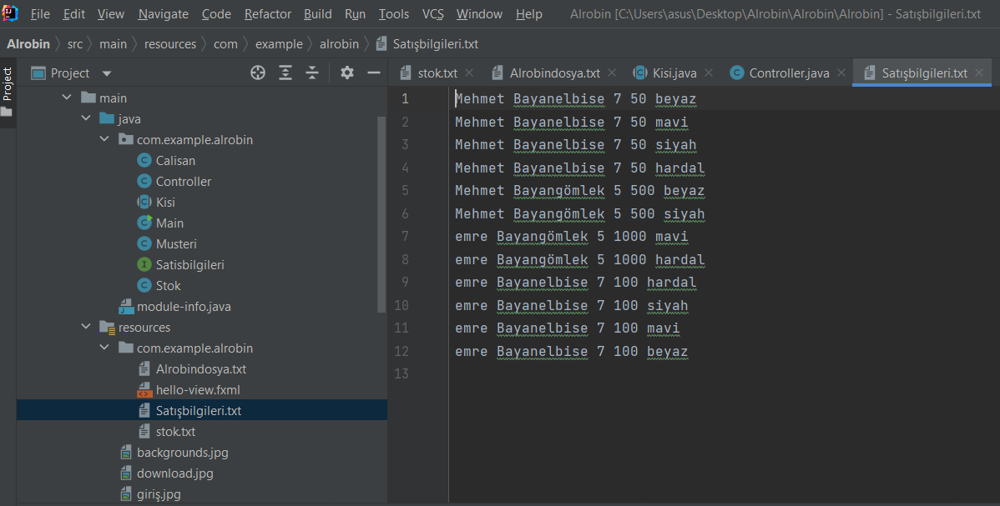 File Edit View Navigate Code Refactor Build Run Tools VCS Window Help Alrobin [C:\Users\asus\Desktop\Alrobin\Alrobin\Alrobin] - Satışbilgileri.txt
Alrobin src main resources com example alrobin Satışbilgileri.txt
Project
Project
main
java
com.example.alrobin
Calisan
Controller
Kisi
Main
Musteri
Satisbilgileri
Stok
module-info.java
resources
com.example.alrobin
Alrobindosya.txt
hello-view.fxml
Satışbilgileri.txt
stok.txt
backgrounds.jpg
download.jpg
giriş.jpg
stok.txt Alrobindosya.txt Kisi.java Controller.java Satışbilgileri.txt
1 Mehmet Bayanelbise 7 50 beyaz
2 Mehmet Bayanelbise 7 50 mavi
3 Mehmet Bayanelbise 7 50 siyah
4 Mehmet Bayanelbise 7 50 hardal
5 Mehmet Bayangömlek 5 500 beyaz
6 Mehmet Bayangömlek 5 500 siyah
7 emre Bayangömlek 5 1000 mavi
8 emre Bayangömlek 5 1000 hardal
9 emre Bayanelbise 7 100 hardal
10 emre Bayanelbise 7 100 siyah
11 emre Bayanelbise 7 100 mavi
12 emre Bayanelbise 7 100 beyaz
13